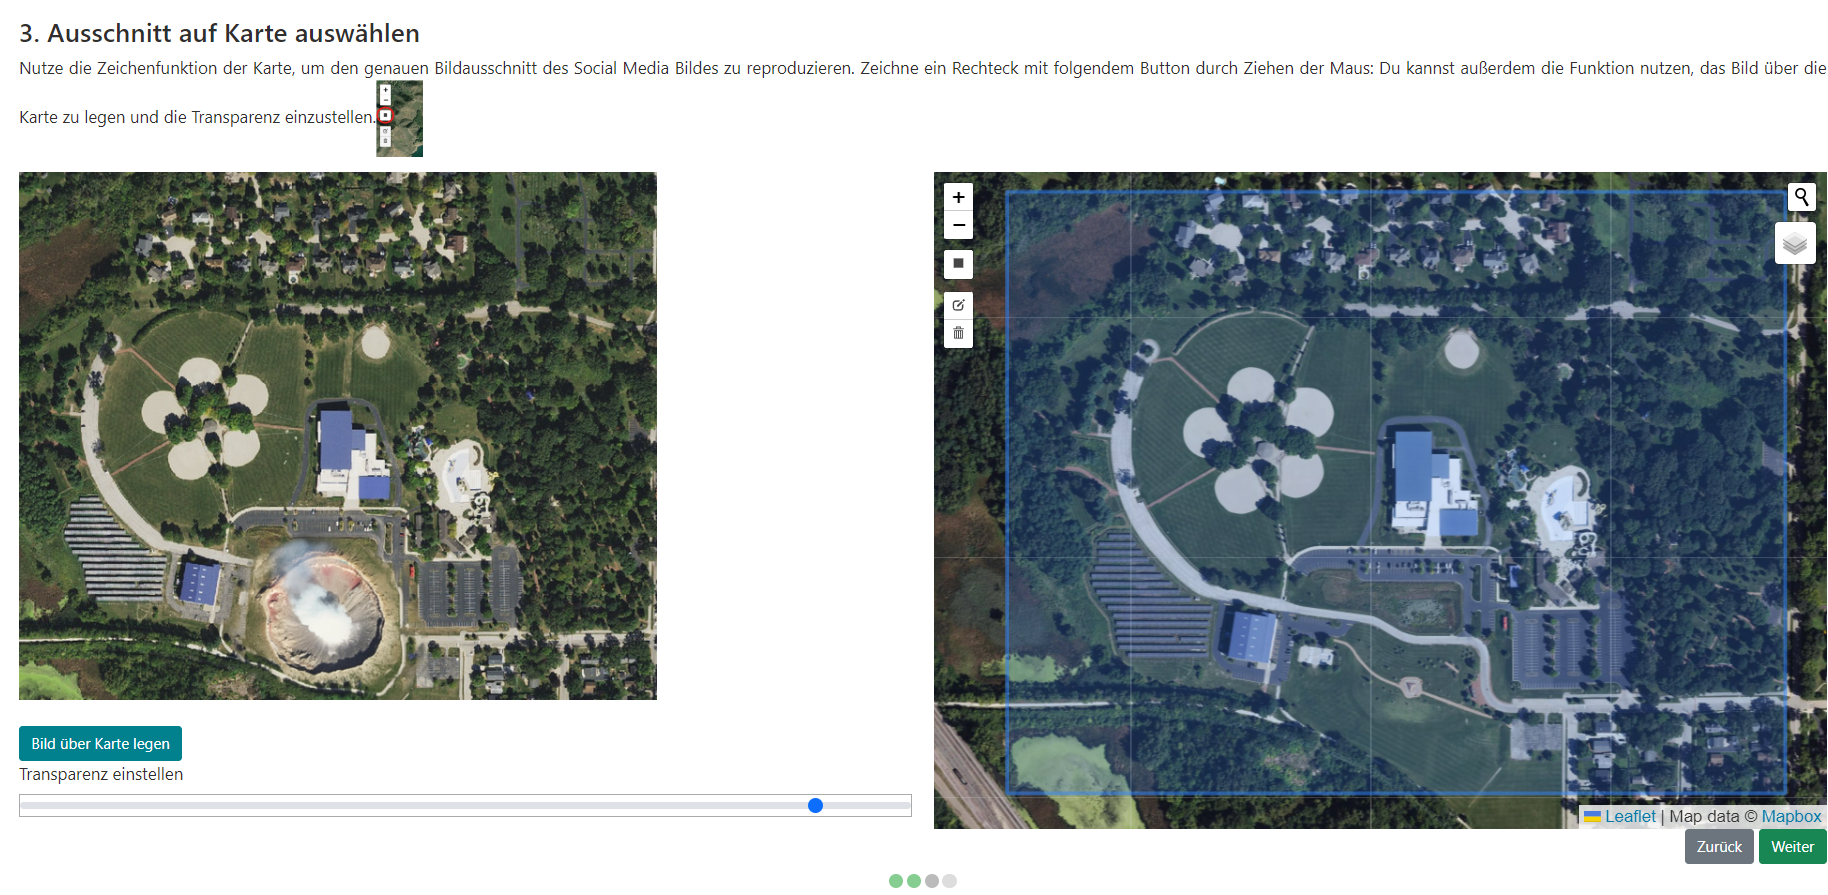 3. Ausschnitt auf Karte auswählen
Nutze die Zeichenfunktion der Karte, um den genauen Bildausschnitt des Social Media Bildes zu reproduzieren. Zeichne ein Rechteck mit folgendem Button durch Ziehen der Maus: Du kannst außerdem die Funktion nutzen, das Bild über die
Karte zu legen und die Transparenz einzustellen.
+
−
Bild über Karte legen
Transparenz einstellen
Leaflet | Map data © Mapbox
Zurück Weiter